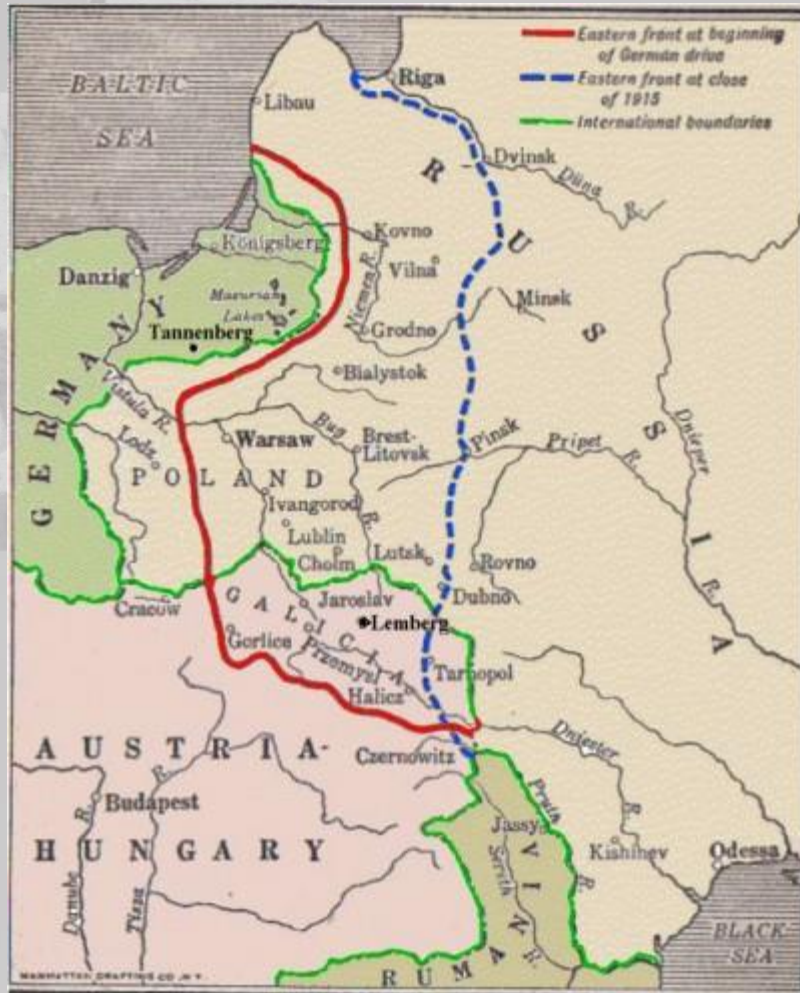 Eastern front at beginning
of German drive
Eastern front at close
of 1915
International boundaries
BALTIC
SEA
Riga
Libau
Dvinsk
Düna
R.
RUSSIA
Königsberg
Kovno
Vilna
Niemen R.
Danzig
Masurian
Lakes
Minsk
GERMANY
Tannenberg
Grodno
Bialystok
Vistula R.
Dnieper
R.
Lodz
Warsaw
Bug
R.
Brest-
Litovsk
Pinsk
Pripet
R.
POLAND
Ivangorod
Lublin
Cholm
Lutsk
Rovno
Cracow
GALICIA
Jaroslav
Dubno
Lemberg
Gorlice
Przemysl
Tarnopol
Halicz
AUSTRIA-
HUNGARY
Czernowitz
Dniester
R.
Budapest
Pruth
R.
Jassy
Kishinev
Odessa
Sereth
R.
Danube
R.
Tisza
R.
BLACK
SEA
RUMANVIN
MANHATTAN DRAFTING CO., N.Y.